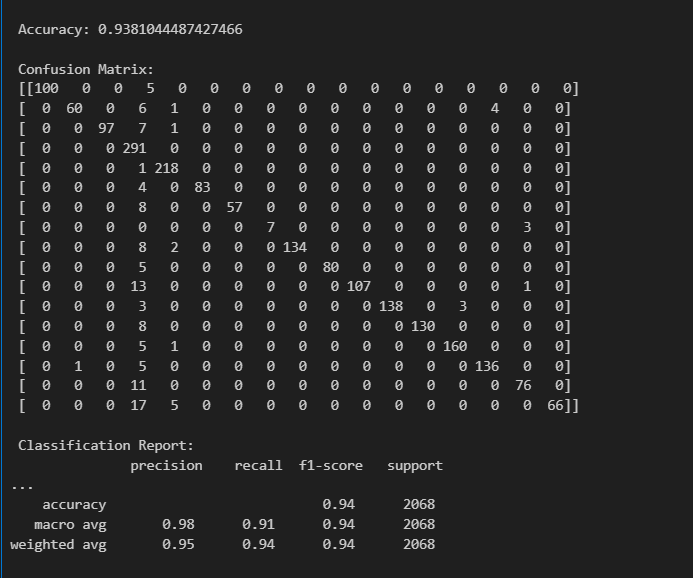 Accuracy: 0.9381044487427466
Confusion Matrix:
[[100   0   0   5   0   0   0   0   0   0   0   0   0   0   0   0   0]
[  0  60   0   6   1   0   0   0   0   0   0   0   0   0   4   0   0]
[  0   0  97   7   1   0   0   0   0   0   0   0   0   0   0   0   0]
[  0   0   0 291   0   0   0   0   0   0   0   0   0   0   0   0   0]
[  0   0   0   1 218   0   0   0   0   0   0   0   0   0   0   0   0]
[  0   0   0   4   0  83   0   0   0   0   0   0   0   0   0   0   0]
[  0   0   0   8   0   0  57   0   0   0   0   0   0   0   0   0   0]
[  0   0   0   0   0   0   0   7   0   0   0   0   0   0   0   3   0]
[  0   0   0   8   2   0   0   0 134   0   0   0   0   0   0   0   0]
[  0   0   0   5   0   0   0   0   0  80   0   0   0   0   0   0   0]
[  0   0   0  13   0   0   0   0   0   0 107   0   0   0   0   1   0]
[  0   0   0   3   0   0   0   0   0   0   0 138   0   3   0   0   0]
[  0   0   0   8   0   0   0   0   0   0   0   0 130   0   0   0   0]
[  0   0   0   5   1   0   0   0   0   0   0   0   0 160   0   0   0]
[  0   1   0   5   0   0   0   0   0   0   0   0   0   0 136   0   0]
[  0   0   0  11   0   0   0   0   0   0   0   0   0   0   0  76   0]
[  0   0   0  17   5   0   0   0   0   0   0   0   0   0   0   0  66]]
Classification Report:
precision recall f1-score support
...
accuracy 0.94 2068
macro avg 0.98 0.91 0.94 2068
weighted avg 0.95 0.94 0.94 2068